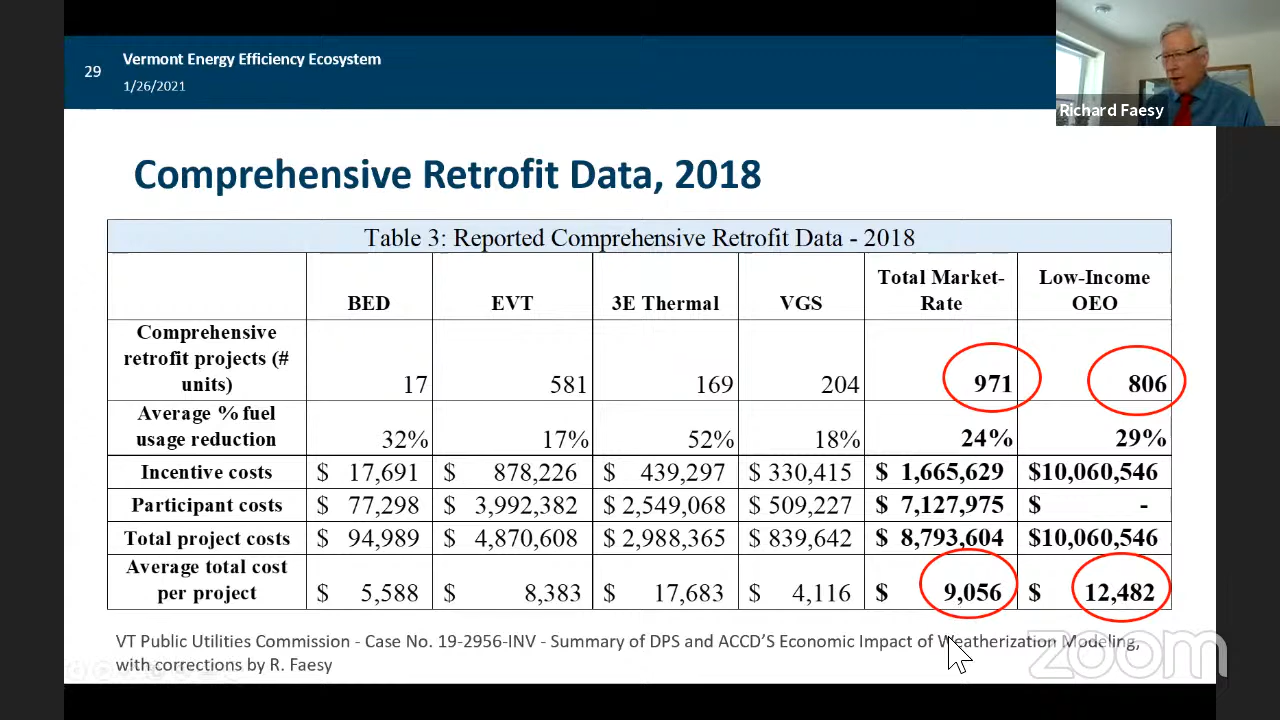 29
Vermont Energy Efficiency Ecosystem
1/26/2021
Richard Faesy
Comprehensive Retrofit Data, 2018
Table 3: Reported Comprehensive Retrofit Data - 2018
BED EVT 3E Thermal VGS Total Market-Rate Low-Income OEO
Comprehensive retrofit projects (# units) 17 581 169 204 971 806
Average % fuel usage reduction 32% 17% 52% 18% 24% 29%
Incentive costs $ 17,691 $ 878,226 $ 439,297 $ 330,415 $ 1,665,629 $10,060,546
Participant costs $ 77,298 $ 3,992,382 $ 2,549,068 $ 509,227 $ 7,127,975 $ -
Total project costs $ 94,989 $ 4,870,608 $ 2,988,365 $ 839,642 $ 8,793,604 $10,060,546
Average total cost per project $ 5,588 $ 8,383 $ 17,683 $ 4,116 $ 9,056 $ 12,482
VT Public Utilities Commission - Case No. 19-2956-INV - Summary of DPS and ACCD'S Economic Impact of Weatherization Modeling,
with corrections by R. Faesy
zoom